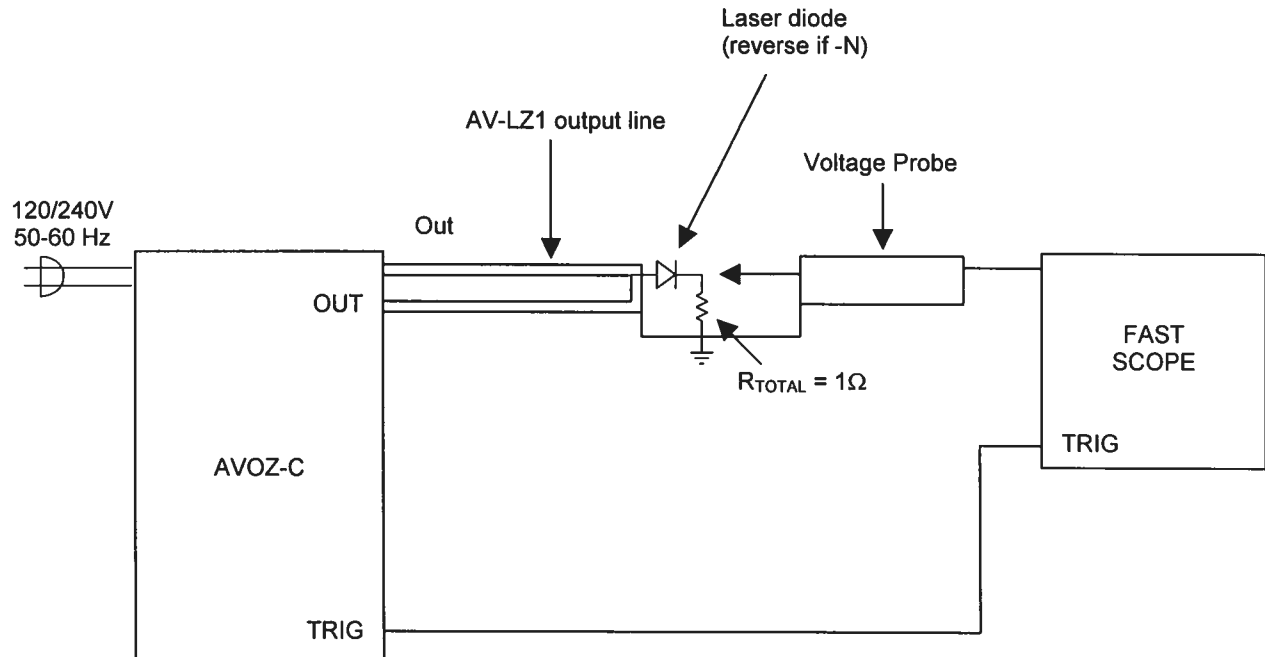 Laser diode
(reverse if -N)
AV-LZ1 output line
Voltage Probe
120/240V
50-60 Hz
Out
OUT
FAST
SCOPE
R_TOTAL = 1Ω
TRIG
AVOZ-C
TRIG